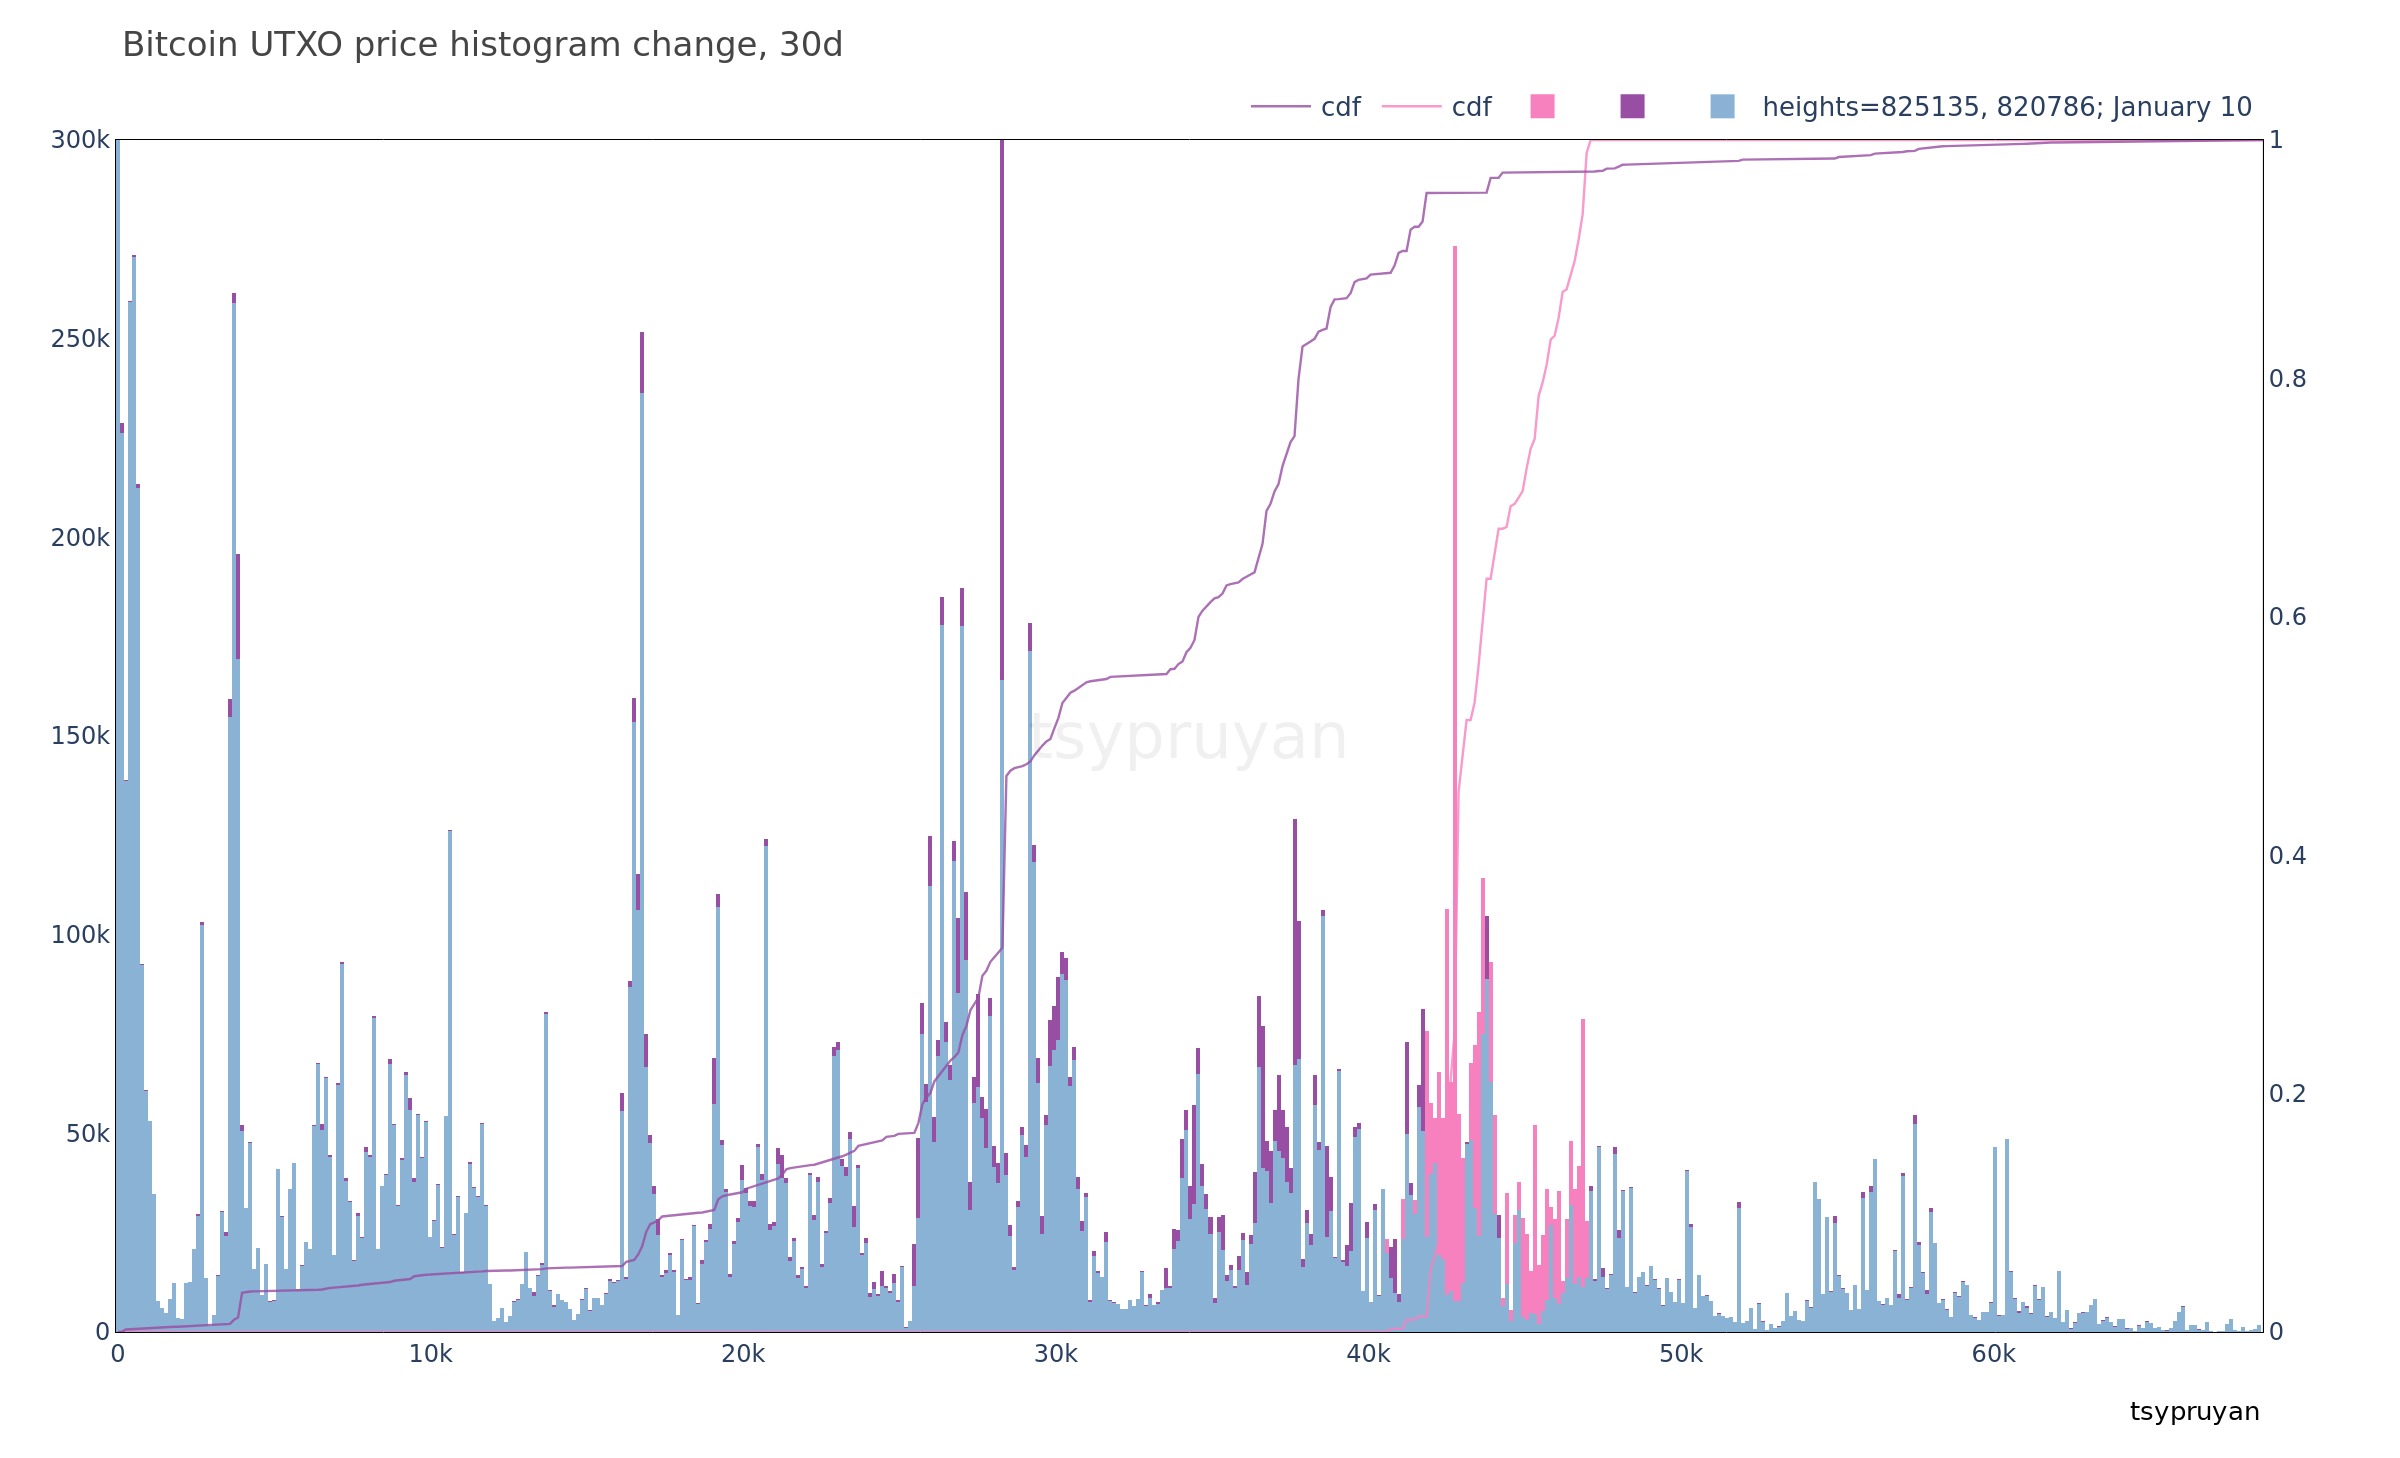 Bitcoin UTXO price histogram change, 30d
cdf cdf heights=825135, 820786; January 10
300k 1
250k
0.8
200k
0.6
150k
tsypruyan
0.4
100k
0.2
50k
0 0
0 10k 20k 30k 40k 50k 60k
tsypruyan